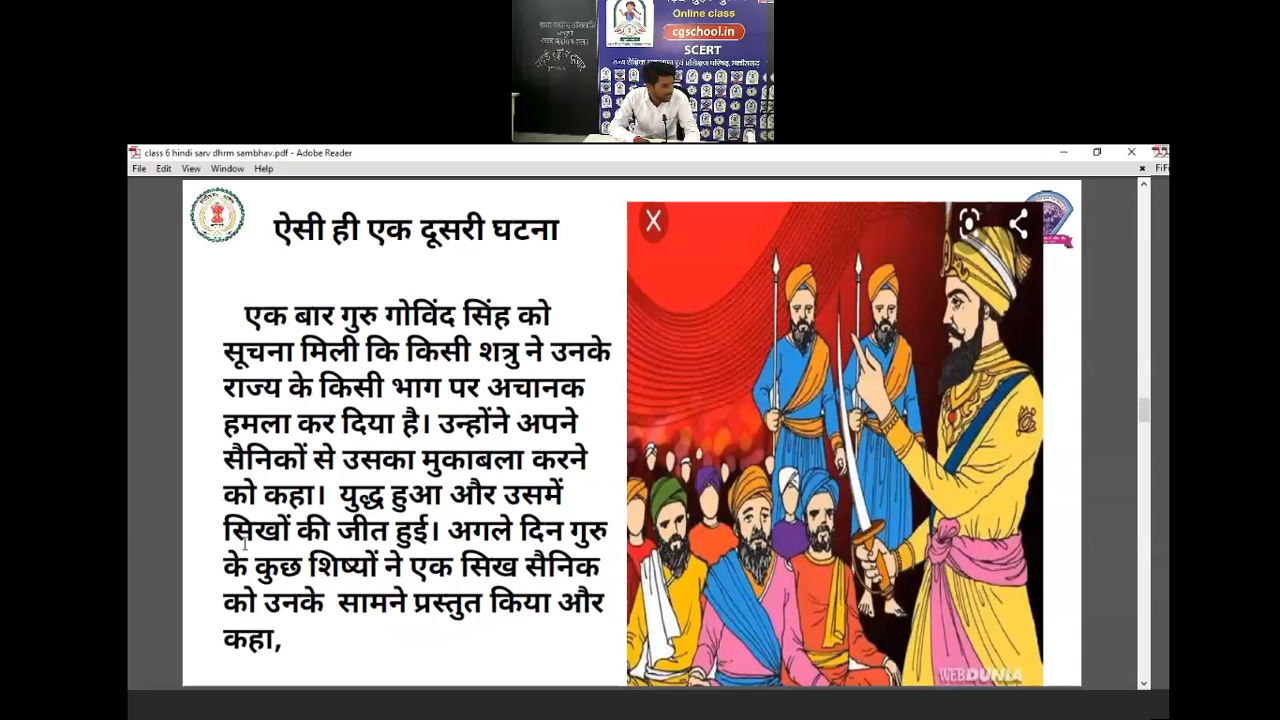 Online class
cgschool.in
SCERT
class 6 hindi sarv dhrm sambhav.pdf - Adobe Reader
File Edit View Window Help
ऐसी ही एक दूसरी घटना
एक बार गुरु गोविंद सिंह को
सूचना मिली कि किसी शत्रु ने उनके
राज्य के किसी भाग पर अचानक
हमला कर दिया है। उन्होंने अपने
सैनिकों से उसका मुकाबला करने
को कहा। युद्ध हुआ और उसमें
सिखों की जीत हुई। अगले दिन गुरु
के कुछ शिष्यों ने एक सिख सैनिक
को उनके सामने प्रस्तुत किया और
कहा,
WEBDUNIA